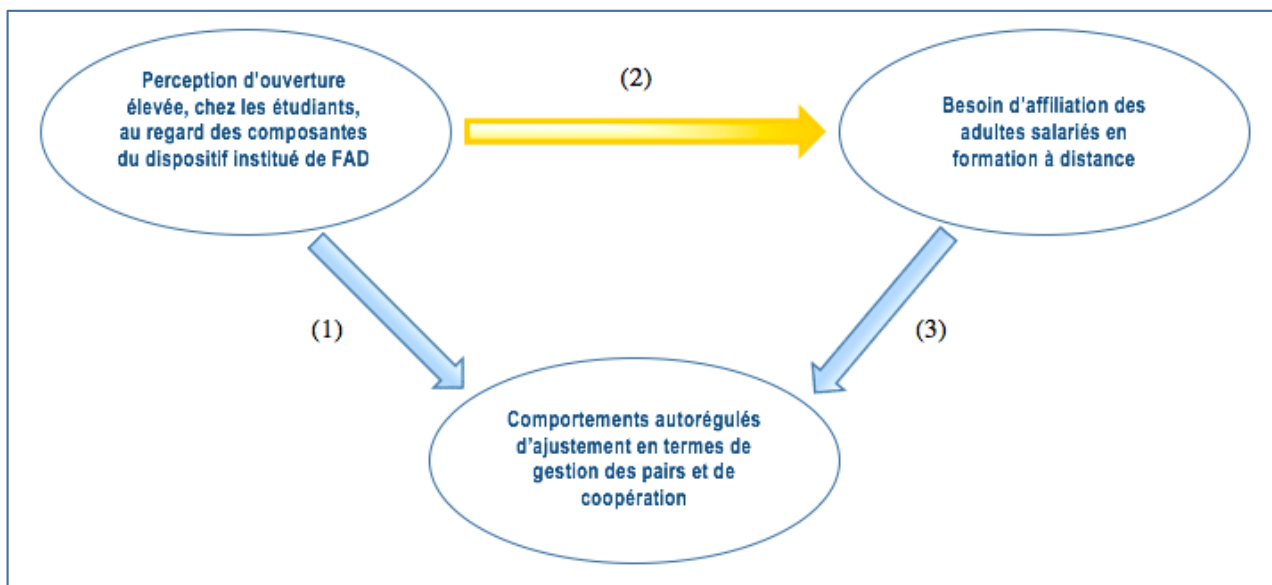 Perception d'ouverture
élevée, chez les étudiants,
au regard des composantes
du dispositif institué de FAD
(2)
Besoin d'affiliation des
adultes salariés en
formation à distance
(1)
(3)
Comportements autorégulés
d'ajustement en termes de
gestion des pairs et de
coopération